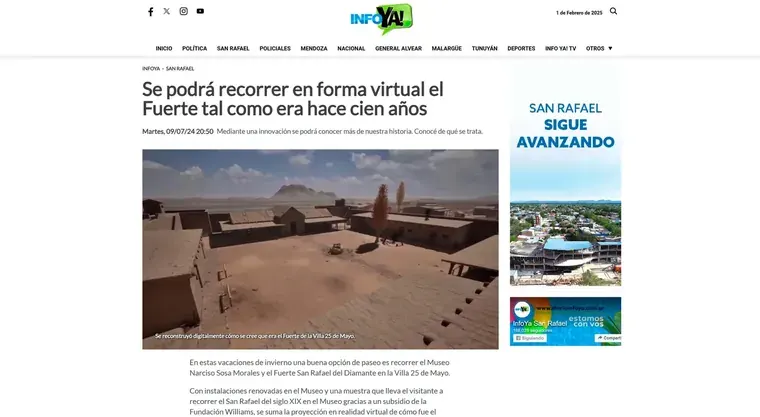 INFOYA!
1 de Febrero de 2025
INICIO POLÍTICA SAN RAFAEL POLICIALES MENDOZA NACIONAL GENERAL ALVEAR MALARGÜE TUNUYÁN DEPORTES INFO YA! TV OTROS ▼
INFOYA › SAN RAFAEL
Se podrá recorrer en forma virtual el
Fuerte tal como era hace cien años
Martes, 09/07/24 20:50 Mediante una innovación se podrá conocer más de nuestra historia. Conocé de qué se trata.
Se reconstruyó digitalmente cómo se cree que era el Fuerte de la Villa 25 de Mayo.
En estas vacaciones de invierno una buena opción de paseo es recorrer el Museo
Narciso Sosa Morales y el Fuerte San Rafael del Diamante en la Villa 25 de Mayo.
Con instalaciones renovadas en el Museo y una muestra que lleva el visitante a
recorrer el San Rafael del siglo XIX en el Museo gracias a un subsidio de la
Fundación Williams, se suma la proyección en realidad virtual de cómo fue el
SAN RAFAEL
SIGUE
AVANZANDO
InfoYa San Rafael
estamos
con vos
Siguiendo
Compartir